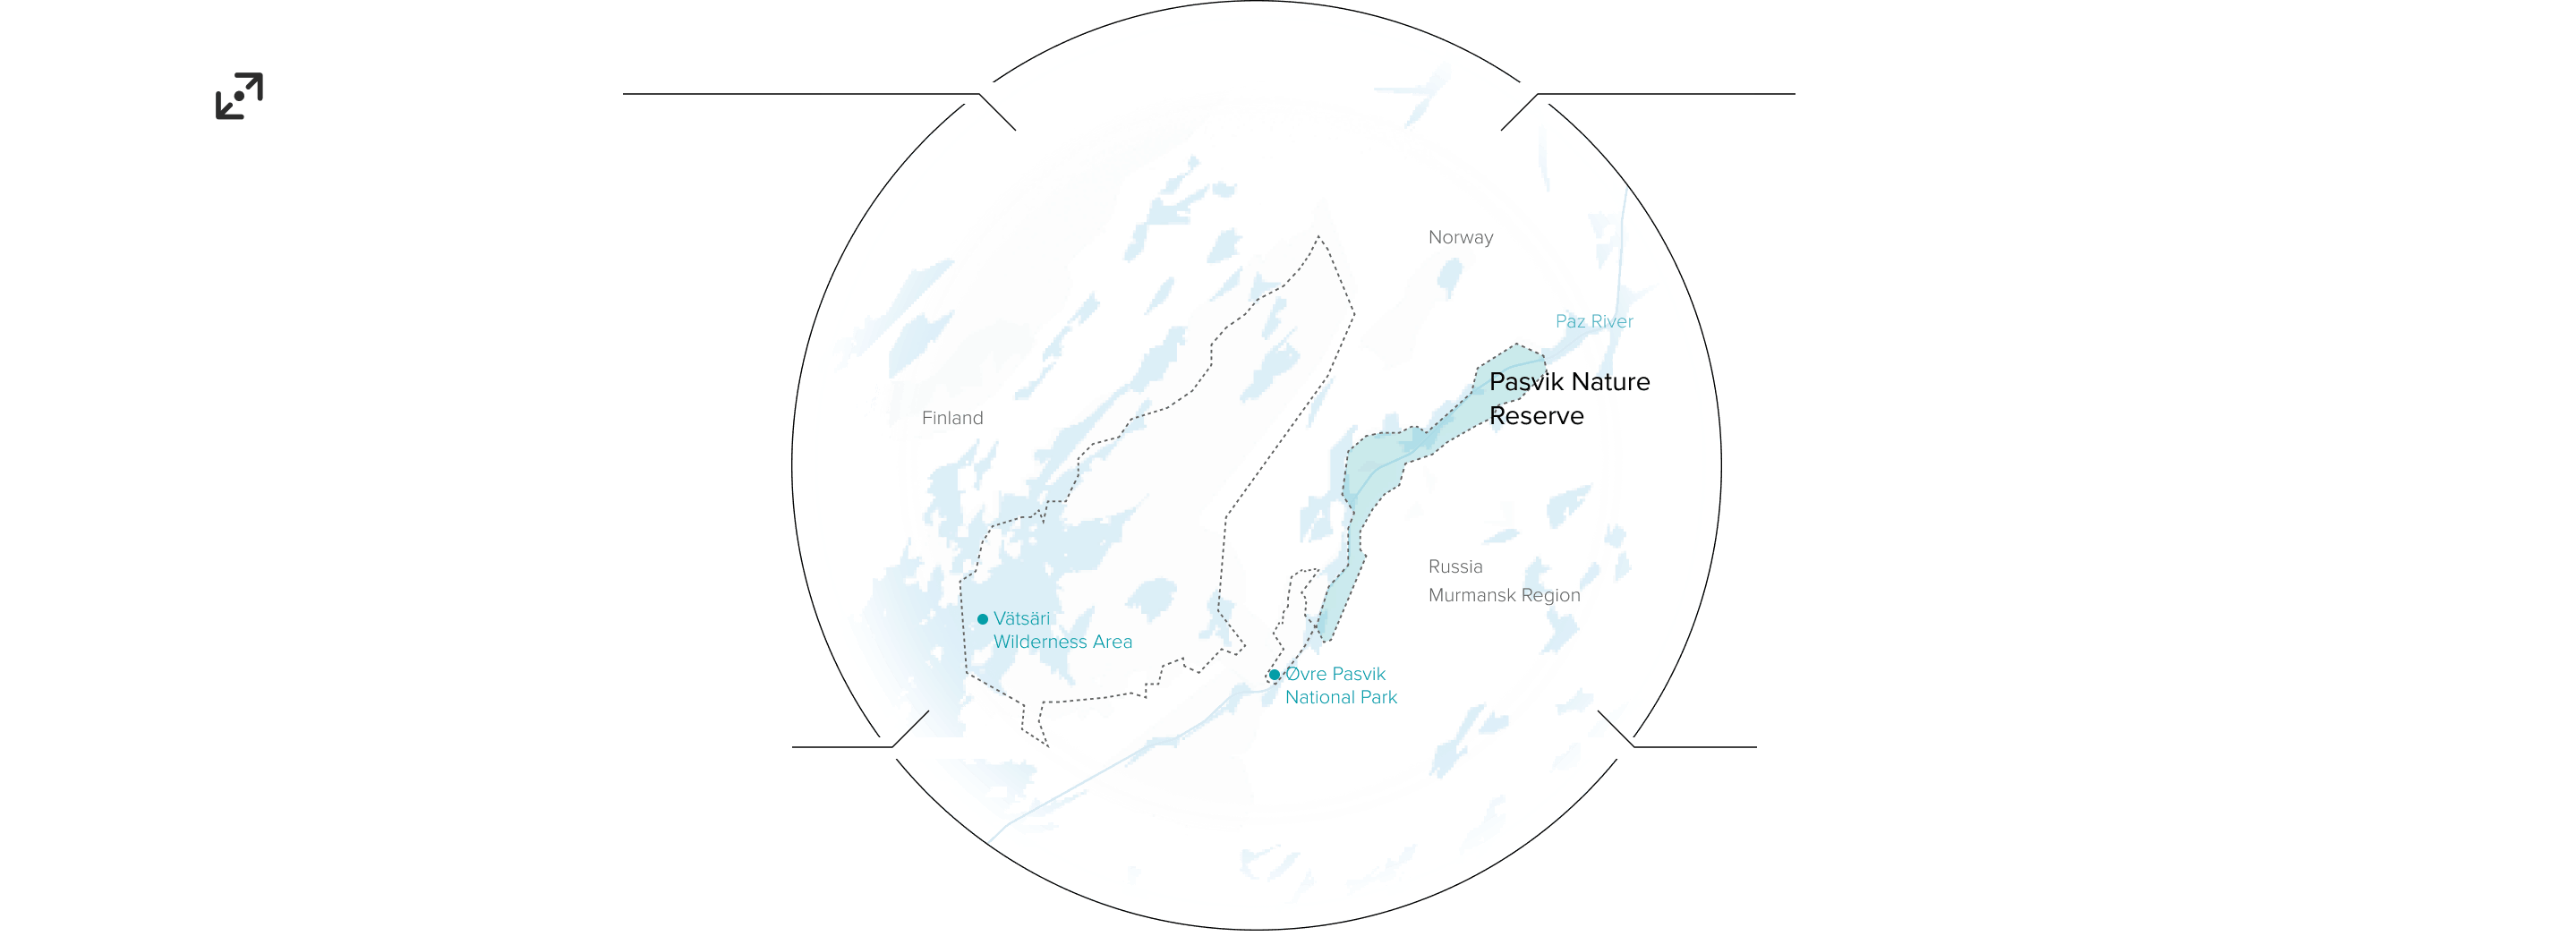 Norway
Paz River
Pasvik Nature
Reserve
Finland
Russia
Murmansk Region
Vätsäri
Wilderness Area
Øvre Pasvik
National Park